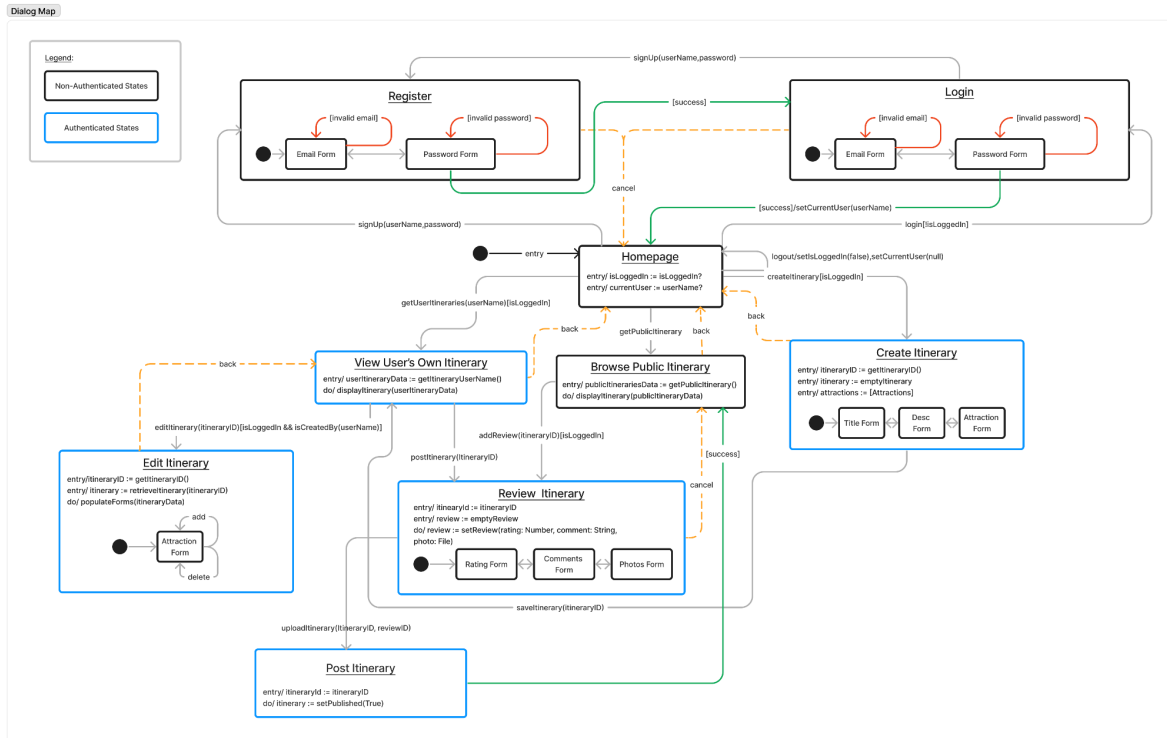 Dialog Map
Legend:
Non-Authenticated States
Authenticated States
signUp(userName,password)
Register
[invalid email]
[invalid password]
Email Form
Password Form
[success]
Login
[invalid email]
[invalid password]
Email Form
Password Form
cancel
[success]/setCurrentUser(userName)
signUp(userName,password)
login[!isLoggedIn]
entry
Homepage
entry/ isLoggedIn := isLoggedIn?
entry/ currentUser := userName?
logout/setIsLoggedIn(false),setCurrentUser(null)
createItinerary[isLoggedIn]
getUserItineraries(userName)[isLoggedIn]
back
getPublicItinerary
back
back
back
View User's Own Itinerary
entry/ userItineraryData := getItineraryUserName()
do/ displayItinerary(userItineraryData)
Browse Public Itinerary
entry/ publicItinerariesData := getPublicItinerary()
do/ displayItinerary(publicItineraryData)
Create Itinerary
entry/ itineraryID := getItineraryID()
entry/ itinerary := emptyItinerary
entry/ attractions := [Attractions]
Title Form
Desc
Form
Attraction
Form
editItinerary(itineraryID)[isLoggedIn && isCreatedBy(userName)]
addReview(itineraryID)[isLoggedIn]
postItinerary(itineraryID)
[success]
cancel
Edit Itinerary
entry/itineraryID := getItineraryID()
entry/ itinerary := retrieveItinerary(itineraryID)
do/ populateForms(itineraryData)
add
Attraction
Form
delete
Review Itinerary
entry/ itinearyId := itineraryID
entry/ review := emptyReview
do/ review := setReview(rating: Number, comment: String,
photo: File)
Rating Form
Comments
Form
Photos Form
saveItinerary(itineraryID)
uploadItinerary(itineraryID, reviewID)
Post Itinerary
entry/ itineraryId := itineraryID
do/ itinerary := setPublished(True)